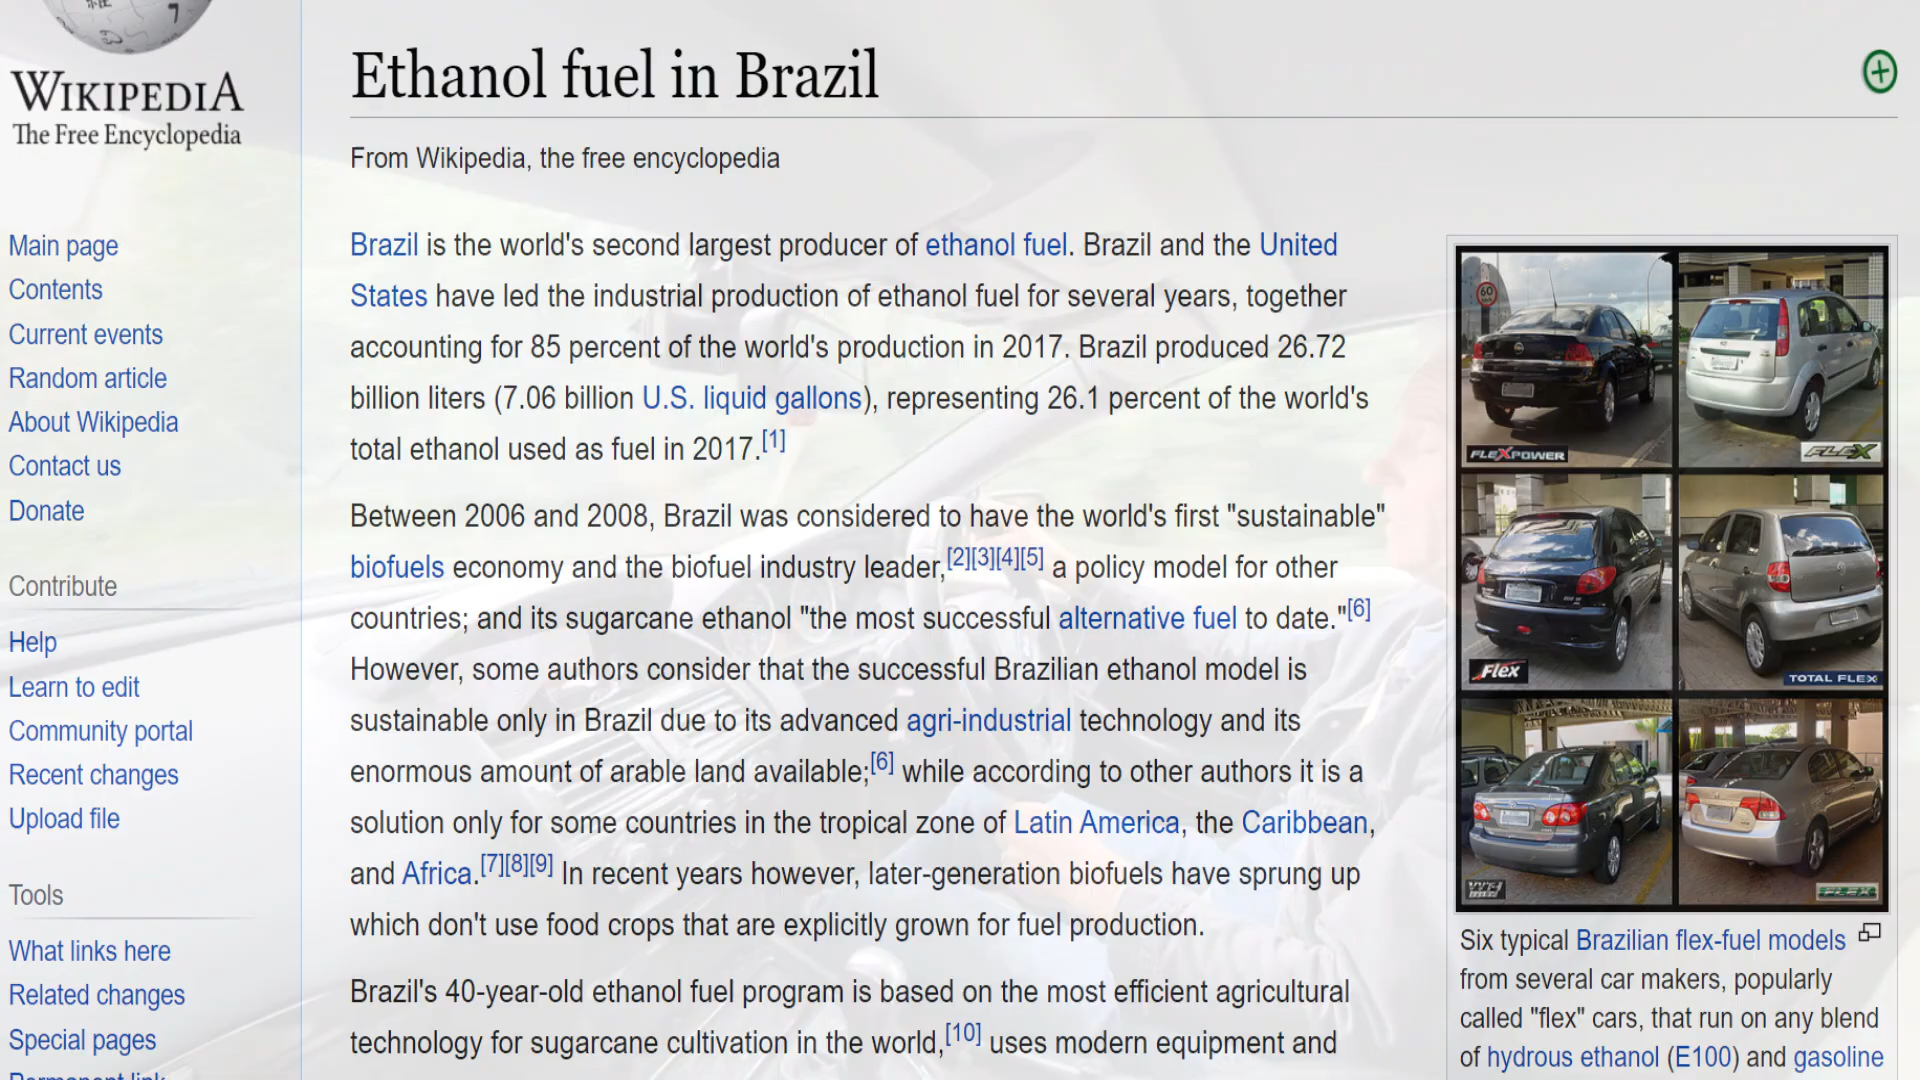 WIKIPEDIA
The Free Encyclopedia
Main page
Contents
Current events
Random article
About Wikipedia
Contact us
Donate
Contribute
Help
Learn to edit
Community portal
Recent changes
Upload file
Tools
What links here
Related changes
Special pages
Permanent link
Ethanol fuel in Brazil
From Wikipedia, the free encyclopedia
Brazil is the world's second largest producer of ethanol fuel. Brazil and the United
States have led the industrial production of ethanol fuel for several years, together
accounting for 85 percent of the world's production in 2017. Brazil produced 26.72
billion liters (7.06 billion U.S. liquid gallons), representing 26.1 percent of the world's
total ethanol used as fuel in 2017.[1]
Between 2006 and 2008, Brazil was considered to have the world's first "sustainable"
biofuels economy and the biofuel industry leader,[2][3][4][5] a policy model for other
countries; and its sugarcane ethanol "the most successful alternative fuel to date."[6]
However, some authors consider that the successful Brazilian ethanol model is
sustainable only in Brazil due to its advanced agri-industrial technology and its
enormous amount of arable land available;[6] while according to other authors it is a
solution only for some countries in the tropical zone of Latin America, the Caribbean,
and Africa.[7][8][9] In recent years however, later-generation biofuels have sprung up
which don't use food crops that are explicitly grown for fuel production.
Brazil's 40-year-old ethanol fuel program is based on the most efficient agricultural
technology for sugarcane cultivation in the world,[10] uses modern equipment and
60
FLEXPOWER
FLEX
Flex
TOTAL FLEX
FLEX
Six typical Brazilian flex-fuel models
from several car makers, popularly
called "flex" cars, that run on any blend
of hydrous ethanol (E100) and gasoline